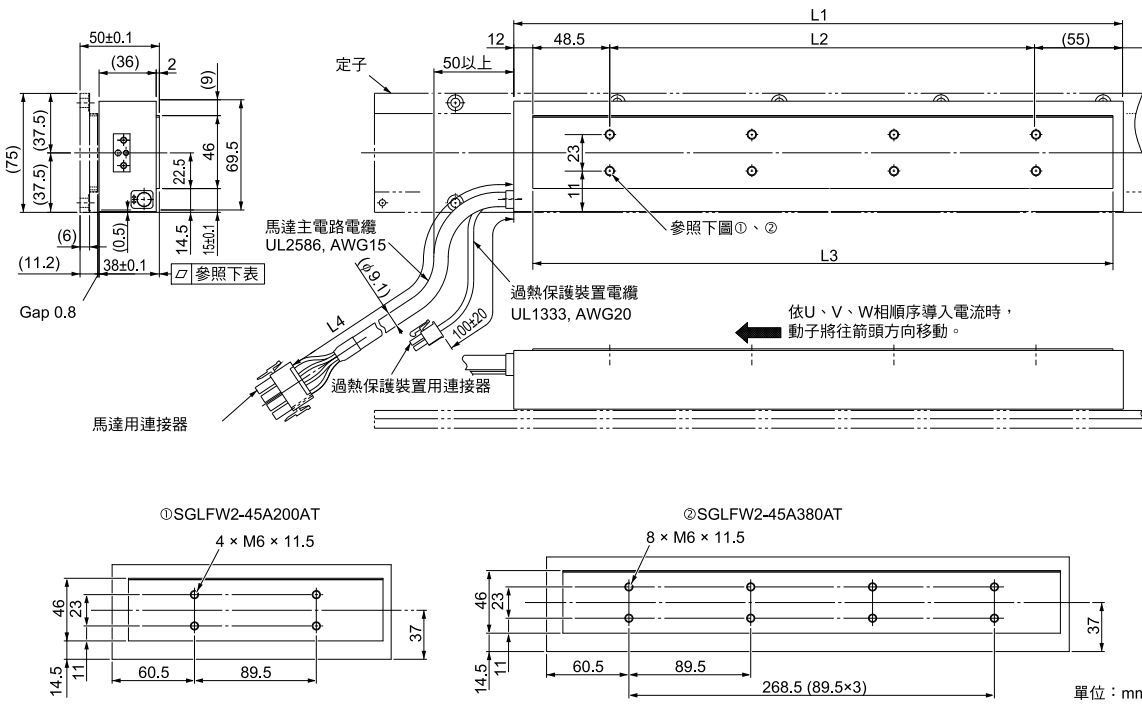 50±0.1
(36)
2
(9)
(75)
(37.5)
(37.5)
22.5
46
69.5
(6)
(0.5)
14.5
15±0.1
(11.2)
38±0.1
⏥ 參照下表
Gap 0.8
L1
12
48.5
L2
(55)
50以上
定子
23
11
參照下圖①、②
L3
馬達主電路電纜
UL2586, AWG15
(φ9.1)
L4
過熱保護裝置電纜
UL1333, AWG20
100±20
過熱保護裝置用連接器
馬達用連接器
依U、V、W相順序導入電流時，
動子將往箭頭方向移動。
①SGLFW2-45A200AT
4 × M6 × 11.5
46
23
14.5
11
60.5
89.5
37
②SGLFW2-45A380AT
8 × M6 × 11.5
46
23
14.5
11
60.5
89.5
268.5 (89.5×3)
37
單位：mm